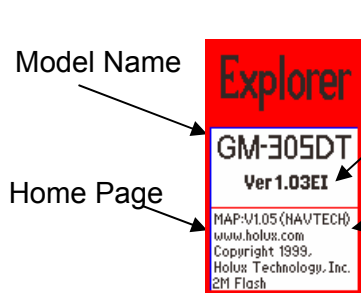 Model Name
Explorer
GM-305DT
Ver 1.03EI
Home Page
MAP:V1.05 (NAVTECH)
www.holux.com
Copyright 1999,
Holux Technology, Inc.
2M Flash